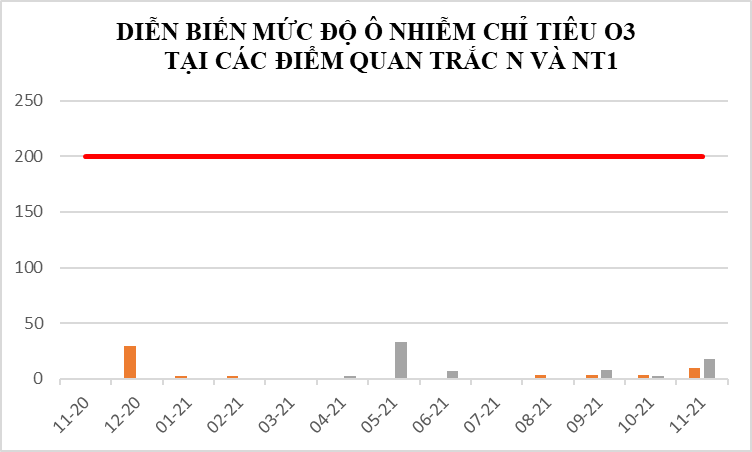 DIỄN BIẾN MỨC ĐỘ Ô NHIỄM CHỈ TIÊU O3
TẠI CÁC ĐIỂM QUAN TRẮC N VÀ NT1
250
200
150
100
50
0
11-20 12-20 01-21 02-21 03-21 04-21 05-21 06-21 07-21 08-21 09-21 10-21 11-21